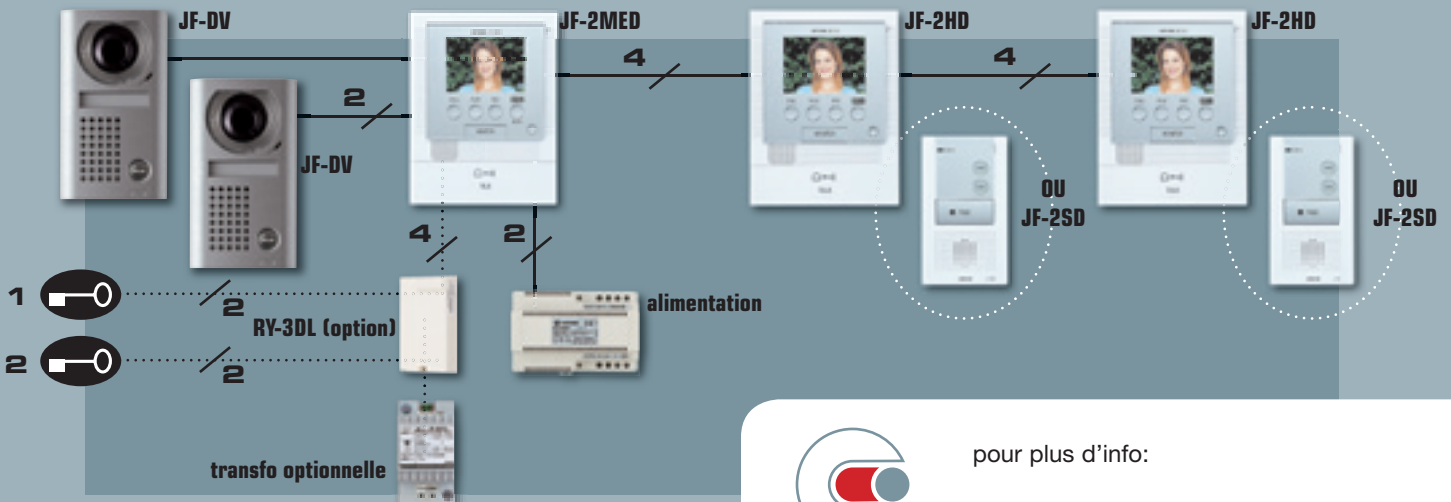 JF-DV
JF-2MED
JF-2HD
JF-2HD
4
4
2
JF-DV
OU
JF-2SD
OU
JF-2SD
4
2
1
2
RY-3DL (option)
alimentation
2
2
transfo optionnelle
pour plus d'info: